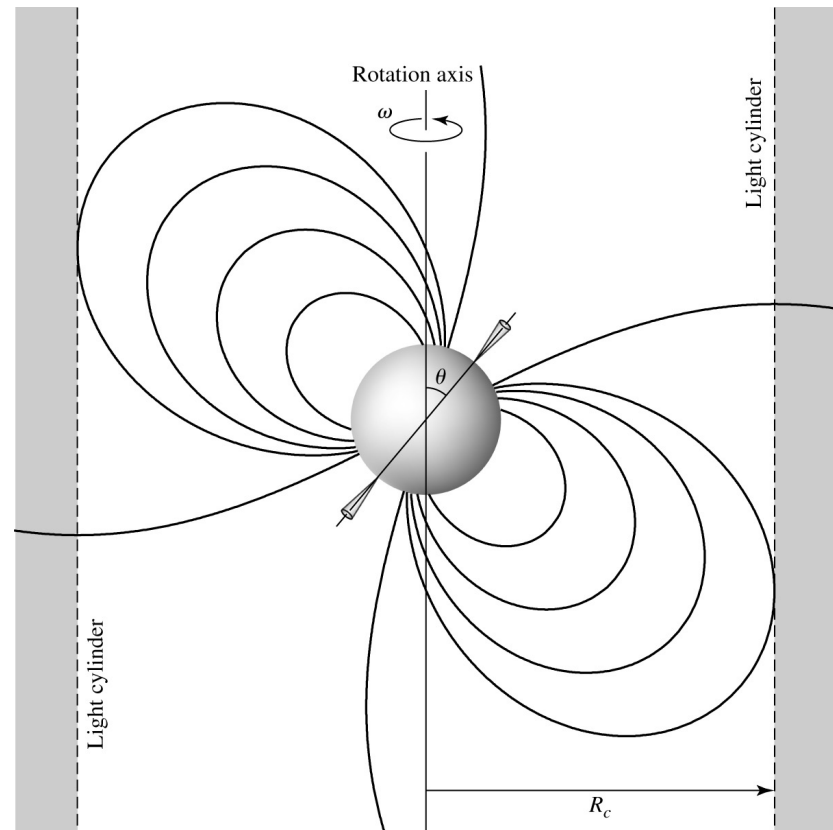 Rotation axis
ω
Light cylinder
θ
Light cylinder
R_c